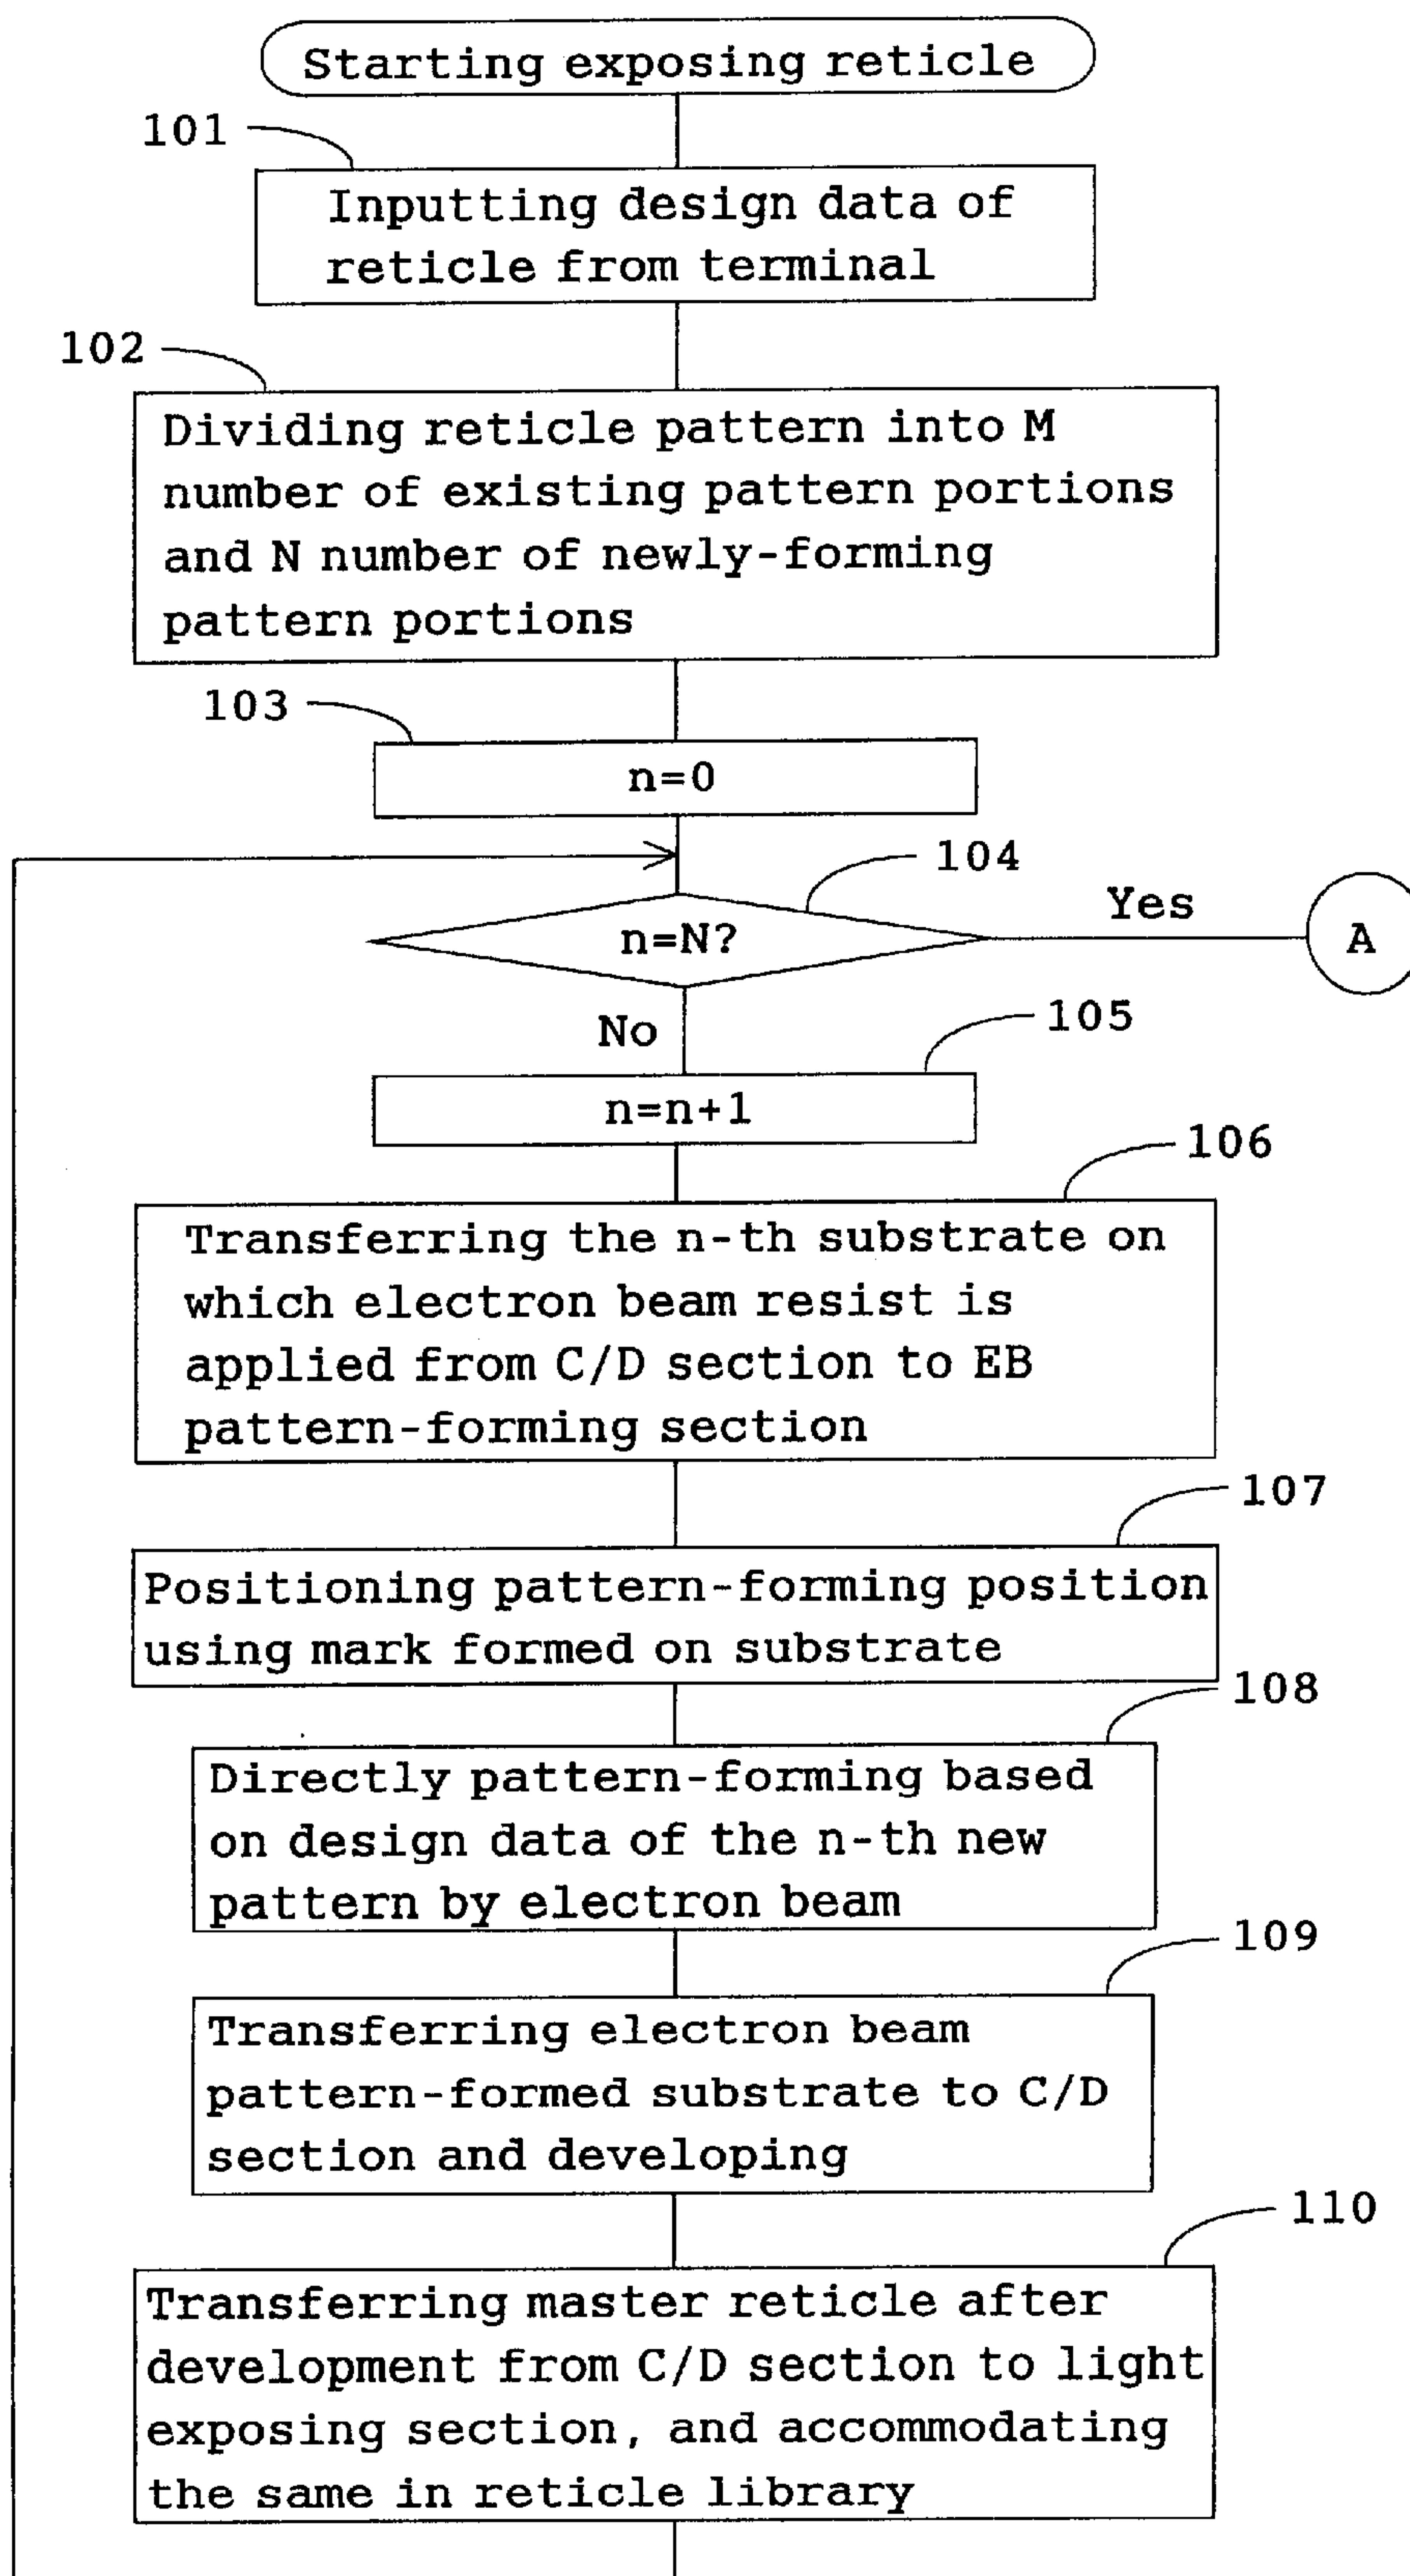 Starting exposing reticle
101
Inputting design data of
reticle from terminal
102
Dividing reticle pattern into M
number of existing pattern portions
and N number of newly-forming
pattern portions
103
n=0
104
n=N?
Yes
A
No
105
n=n+1
106
Transferring the n-th substrate on
which electron beam resist is
applied from C/D section to EB
pattern-forming section
107
Positioning pattern-forming position
using mark formed on substrate
108
Directly pattern-forming based
on design data of the n-th new
pattern by electron beam
109
Transferring electron beam
pattern-formed substrate to C/D
section and developing
110
Transferring master reticle after
development from C/D section to light
exposing section, and accommodating
the same in reticle library